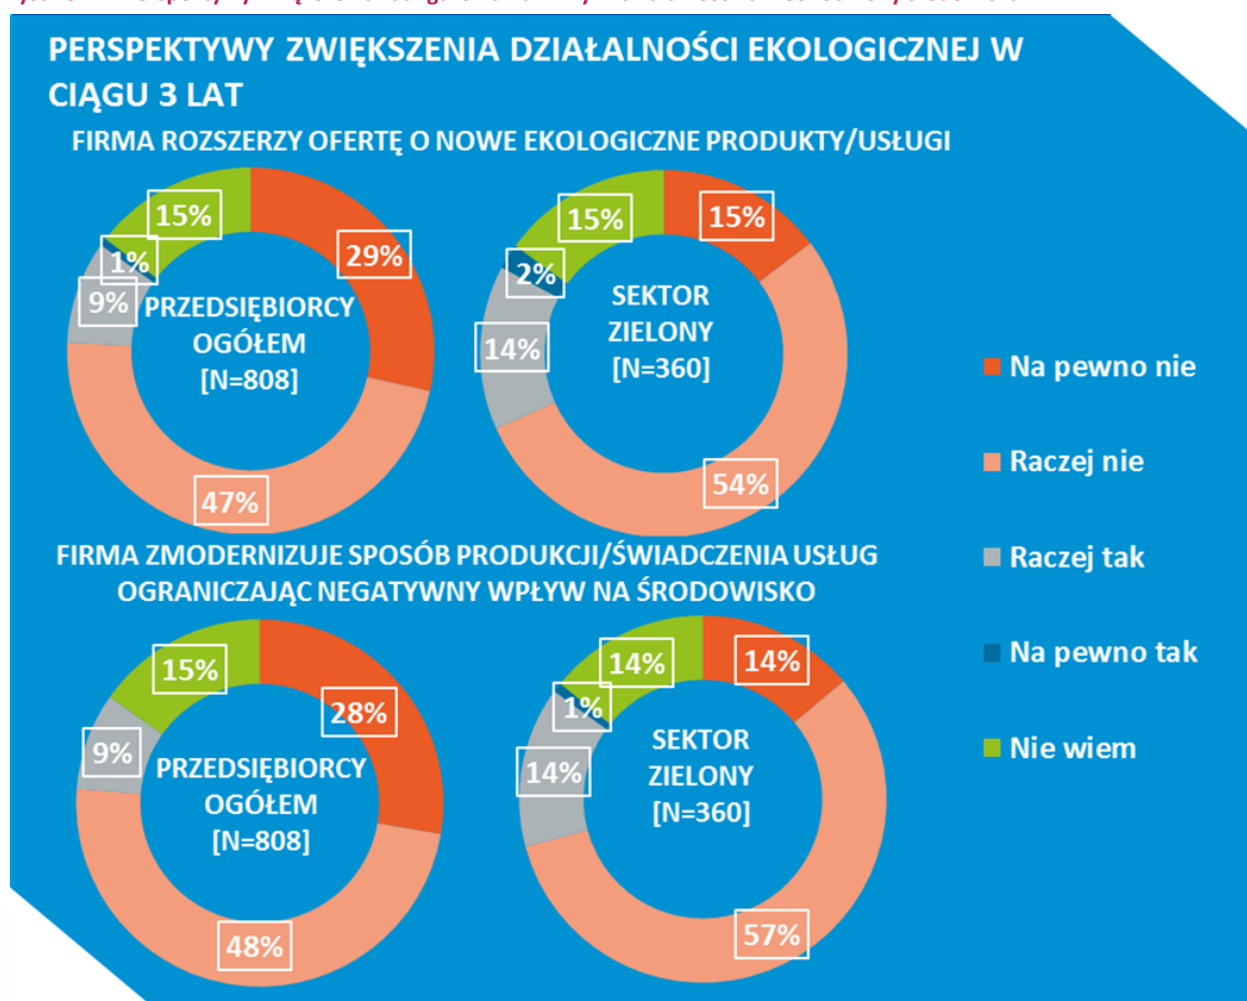 PERSPEKTYWY ZWIĘKSZENIA DZIAŁALNOŚCI EKOLOGICZNEJ W
CIĄGU 3 LAT
FIRMA ROZSZERZY OFERTĘ O NOWE EKOLOGICZNE PRODUKTY/USŁUGI
15%
29%
1%
9%
47%
PRZEDSIĘBIORCY
OGÓŁEM
[N=808]
15%
15%
2%
14%
54%
SEKTOR
ZIELONY
[N=360]
FIRMA ZMODERNIZUJE SPOSÓB PRODUKCJI/ŚWIADCZENIA USŁUG
OGRANICZAJĄC NEGATYWNY WPŁYW NA ŚRODOWISKO
15%
28%
9%
48%
PRZEDSIĘBIORCY
OGÓŁEM
[N=808]
14%
14%
1%
14%
57%
SEKTOR
ZIELONY
[N=360]
Na pewno nie
Raczej nie
Raczej tak
Na pewno tak
Nie wiem